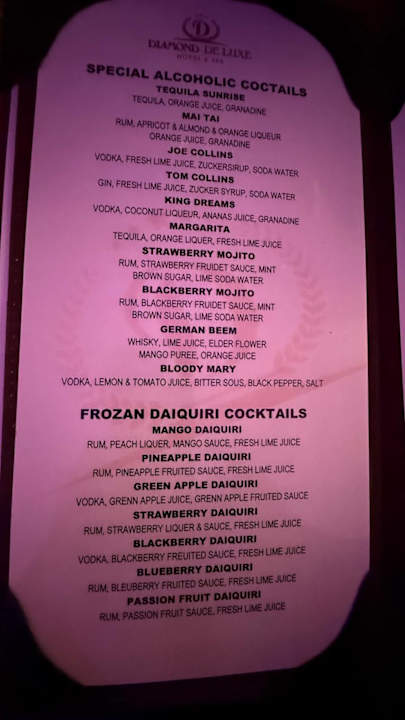 D
DIAMOND DE LUXE
HOTEL & SPA
SPECIAL ALCOHOLIC COCTAILS
TEQUILA SUNRISE
TEQUILA, ORANGE JUICE, GRANADINE
MAI TAI
RUM, APRICOT & ALMOND & ORANGE LIQUEUR
ORANGE JUICE, GRANADINE
JOE COLLINS
VODKA, FRESH LIME JUICE, ZUCKERSIRUP, SODA WATER
TOM COLLINS
GIN, FRESH LIME JUICE, ZUCKER SYRUP, SODA WATER
KING DREAMS
VODKA, COCONUT LIQUEUR, ANANAS JUICE, GRANADINE
MARGARITA
TEQUILA, ORANGE LIQUER, FRESH LIME JUICE
STRAWBERRY MOJITO
RUM, STRAWBERRY FRUIDET SAUCE, MINT
BROWN SUGAR, LIME SODA WATER
BLACKBERRY MOJITO
RUM, BLACKBERRY FRUIDET SAUCE, MINT
BROWN SUGAR, LIME SODA WATER
GERMAN BEEM
WHISKY, LIME JUICE, ELDER FLOWER
MANGO PUREE, ORANGE JUICE
BLOODY MARY
VODKA, LEMON & TOMATO JUICE, BITTER SOUS, BLACK PEPPER, SALT
FROZAN DAIQUIRI COCKTAILS
MANGO DAIQUIRI
RUM, PEACH LIQUER, MANGO SAUCE, FRESH LIME JUICE
PINEAPPLE DAIQUIRI
RUM, PINEAPPLE FRUITED SAUCE, FRESH LIME JUICE
GREEN APPLE DAIQUIRI
VODKA, GRENN APPLE JUICE, GRENN APPLE FRUITED SAUCE
STRAWBERRY DAIQUIRI
RUM, STRAWBERRY LIQUER & SAUCE, FRESH LIME JUICE
BLACKBERRY DAIQUIRI
VODKA, BLACKBERRY FREUITED SAUCE, FRESH LIME JUICE
BLUEBERRY DAIQUIRI
RUM, BLEUBERRY FRUITED SAUCE, FRESH LIME JUICE
PASSION FRUIT DAIQUIRI
RUM, PASSION FRUIT SAUCE, FRESH LIME JUICE